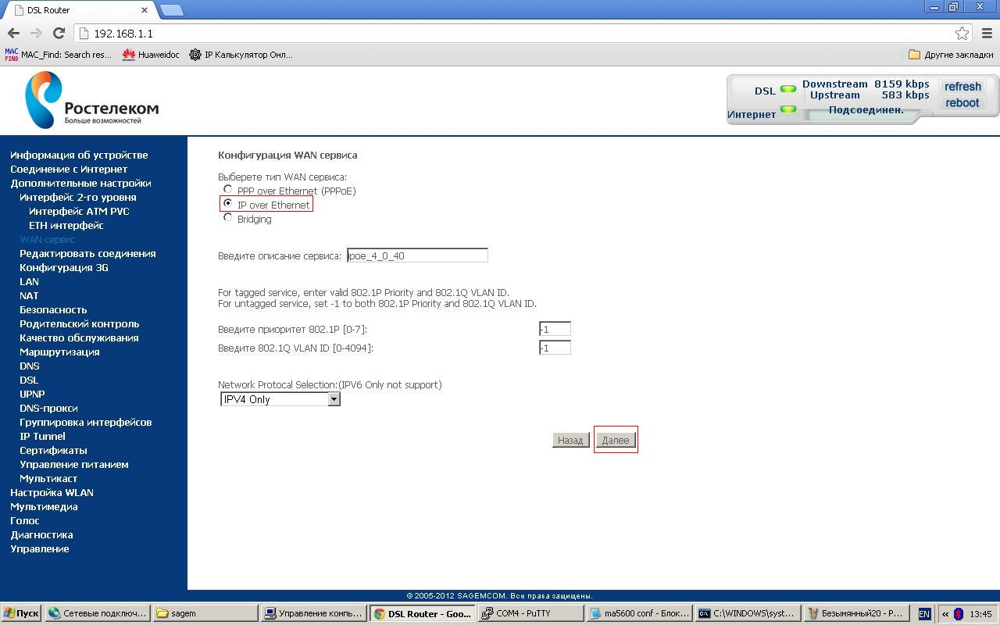 DSL Router
192.168.1.1
MAC FIND MAC_Find: Search res...
Huaweidoc
IP Калькулятор Онл...
Другие закладки
Ростелеком
Больше возможностей
DSL
Downstream 8159 kbps
Upstream 583 kbps
Интернет
Подсоединен.
refresh
reboot
Информация об устройстве
Соединение с Интернет
Дополнительные настройки
Интерфейс 2-го уровня
Интерфейс ATM PVC
ETH интерфейс
WAN сервис
Редактировать соединения
Конфигурация 3G
LAN
NAT
Безопасность
Родительский контроль
Качество обслуживания
Маршрутизация
DNS
DSL
UPNP
DNS-прокси
Группировка интерфейсов
IP Tunnel
Сертификаты
Управление питанием
Мультикаст
Настройка WLAN
Мультимедиа
Голос
Диагностика
Управление
Конфигурация WAN сервиса
Выберете тип WAN сервиса:
PPP over Ethernet (PPPoE)
IP over Ethernet
Bridging
Введите описание сервиса: ipoe_4_0_40
For tagged service, enter valid 802.1P Priority and 802.1Q VLAN ID.
For untagged service, set -1 to both 802.1P Priority and 802.1Q VLAN ID.
Введите приоритет 802.1P [0-7]: -1
Введите 802.1Q VLAN ID [0-4094]: -1
Network Protocal Selection:(IPV6 Only not support)
IPV4 Only
Назад
Далее
© 2005-2012 SAGEMCOM. Все права защищены.
Пуск
Сетевые подключ...
sagem
Управление компь...
DSL Router - Goo...
COM4 - PuTTY
ma5600 conf - Блок...
C:\WINDOWS\syst...
Безымянный20 - P...
EN
«
13:45